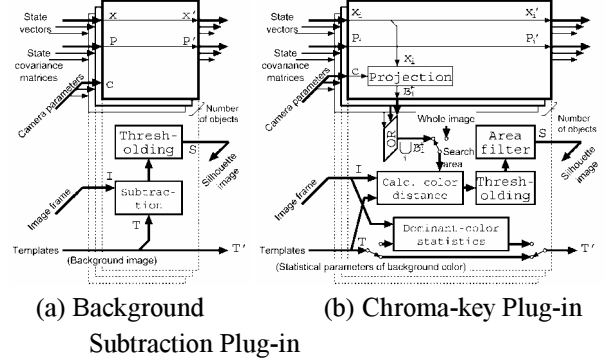 State
vectors
X
X'
State
covariance
matrices
P
P'
C
Camera parameters
Number
of objects
Thresh-
olding
S
Silhouette
image
I
Image frame
Subtrac-
tion
T
Templates
T'
(Background image)
(a) Background
Subtraction Plug-in
State
vectors
Xi
Xi'
State
covariance
matrices
Pi
Pi'
Xi
C
Projection
Camera parameters
Bi
Whole image
Number
of objects
OR
Search
area
Area
filter
S
Silhouette
image
I
Image frame
Calc. color
distance
Thresh-
olding
Dominant-color
statistics
Templates
T
T'
(Statistical parameters of background color)
(b) Chroma-key Plug-in